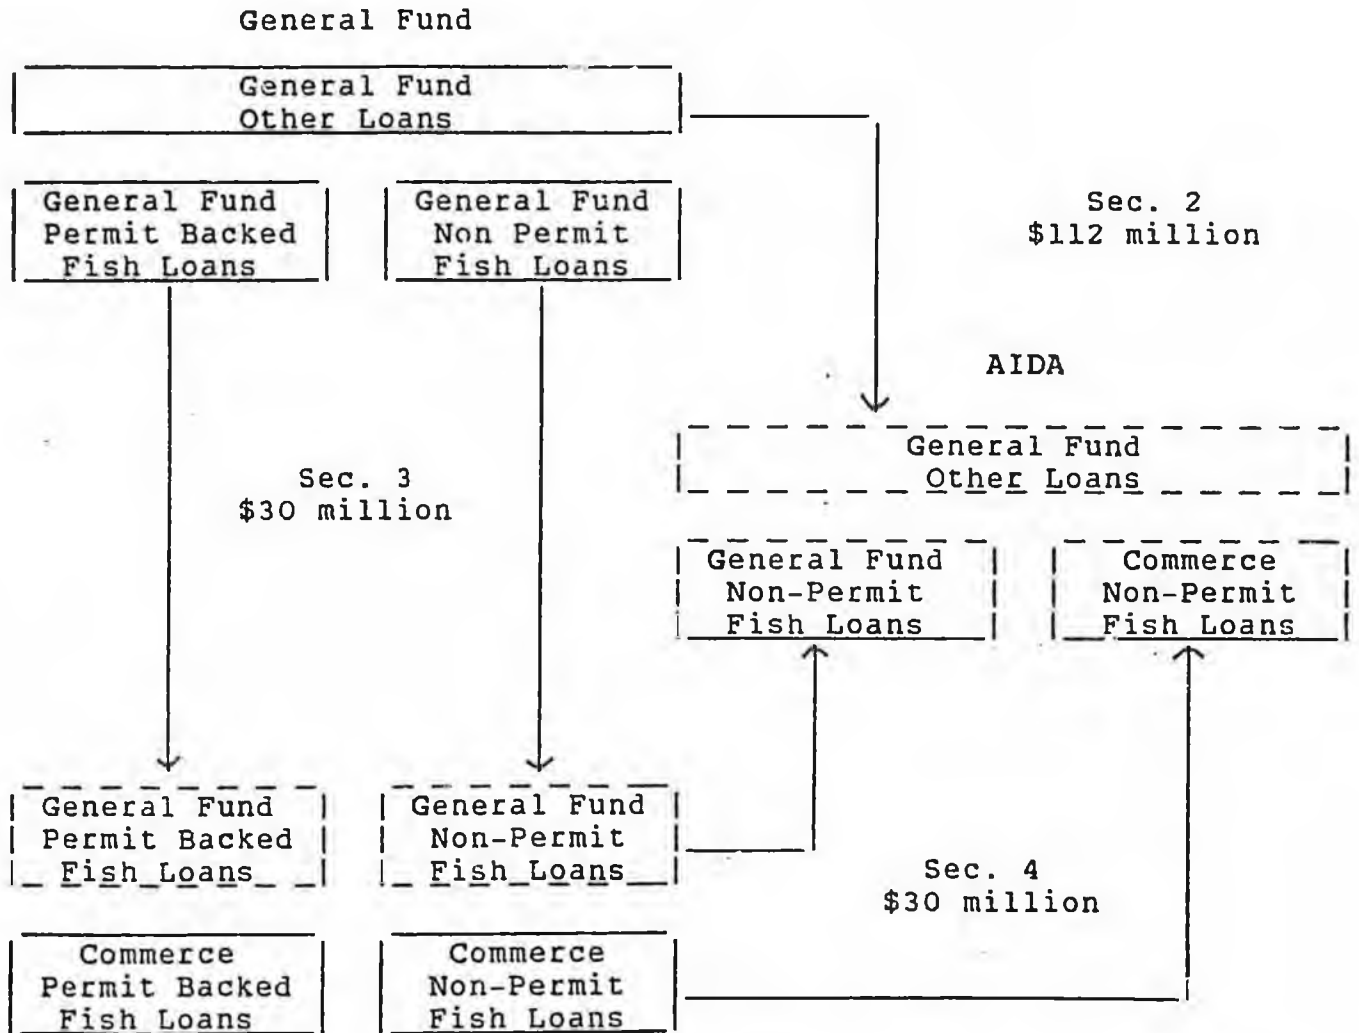 General Fund
General Fund
Other Loans
General Fund
Permit Backed
Fish Loans
General Fund
Non Permit
Fish Loans
Sec. 2
$112 million
AIDA
General Fund
Other Loans
Sec. 3
$30 million
General Fund
Non-Permit
Fish Loans
Commerce
Non-Permit
Fish Loans
General Fund
Permit Backed
Fish Loans
General Fund
Non-Permit
Fish Loans
Sec. 4
$30 million
Commerce
Permit Backed
Fish Loans
Commerce
Non-Permit
Fish Loans